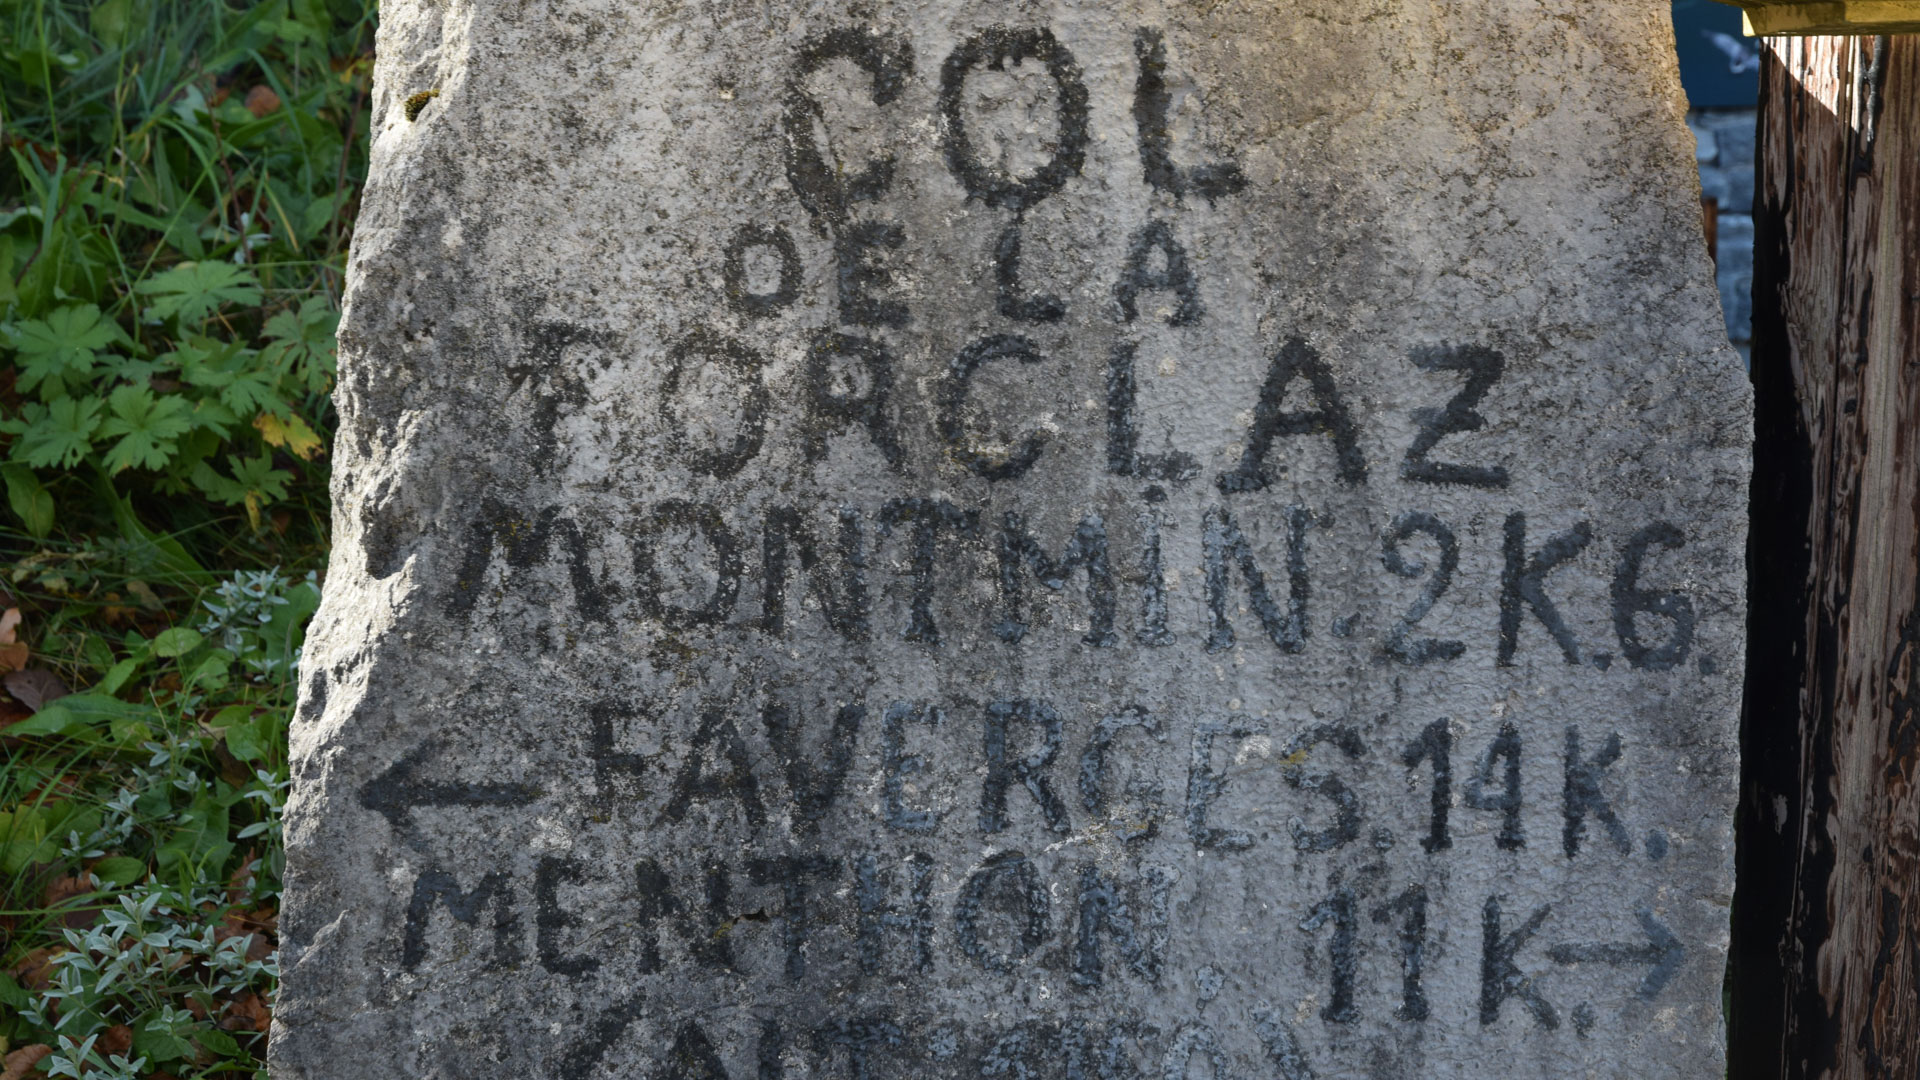 COL
DE LA
FORCLAZ
MONTMIN. 2K.6.
← FAVERGES. 14K.
MENTHON 11K. →